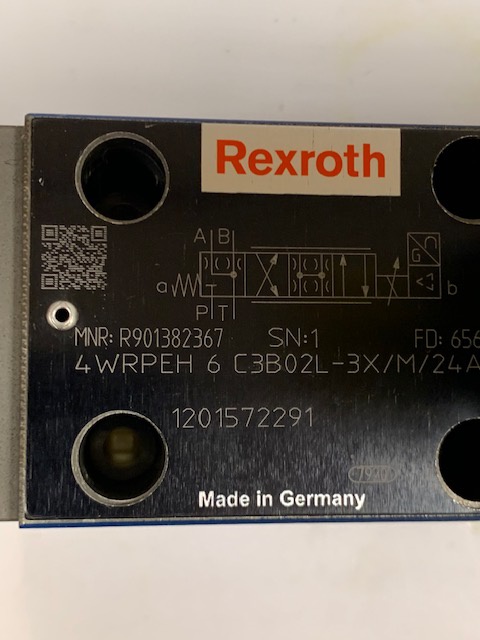 Rexroth
A B
a
b
P T
MNR: R901382367 SN:1 FD: 656
4WRPEH 6 C3B02L-3X/M/24A
1201572291
Made in Germany